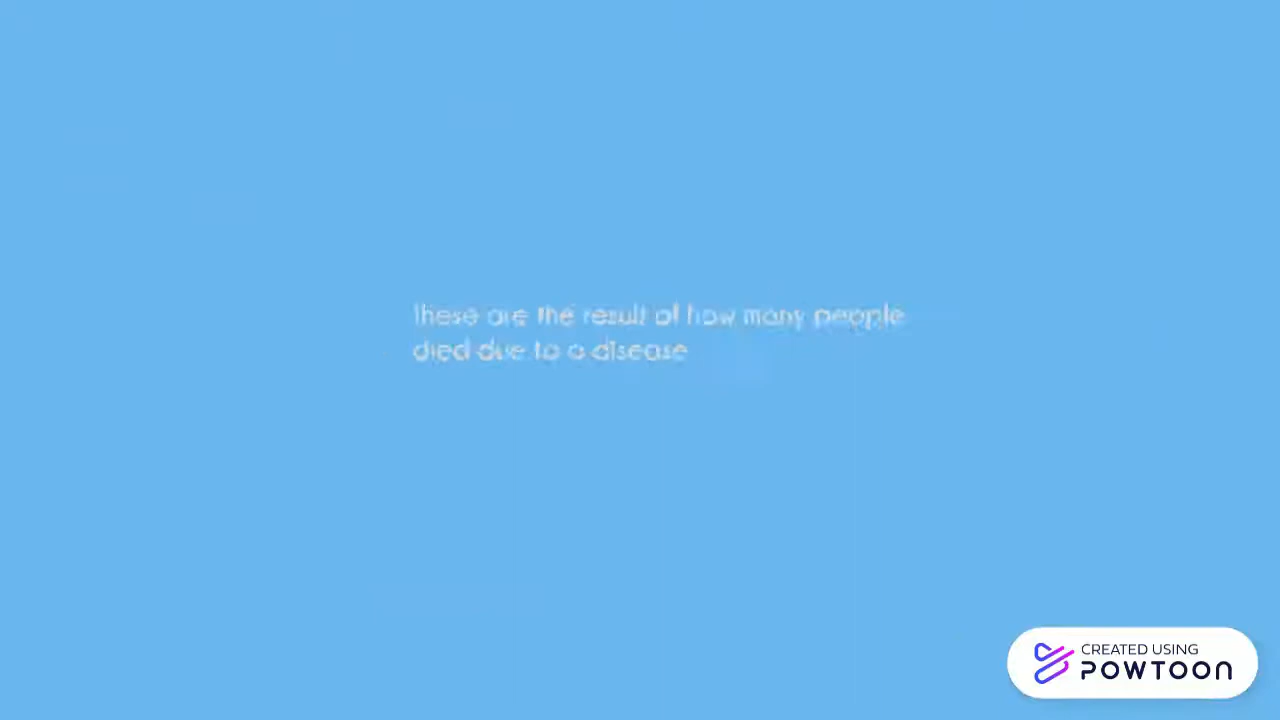 These are the result of how many people
died due to a disease
CREATED USING
POWTOON